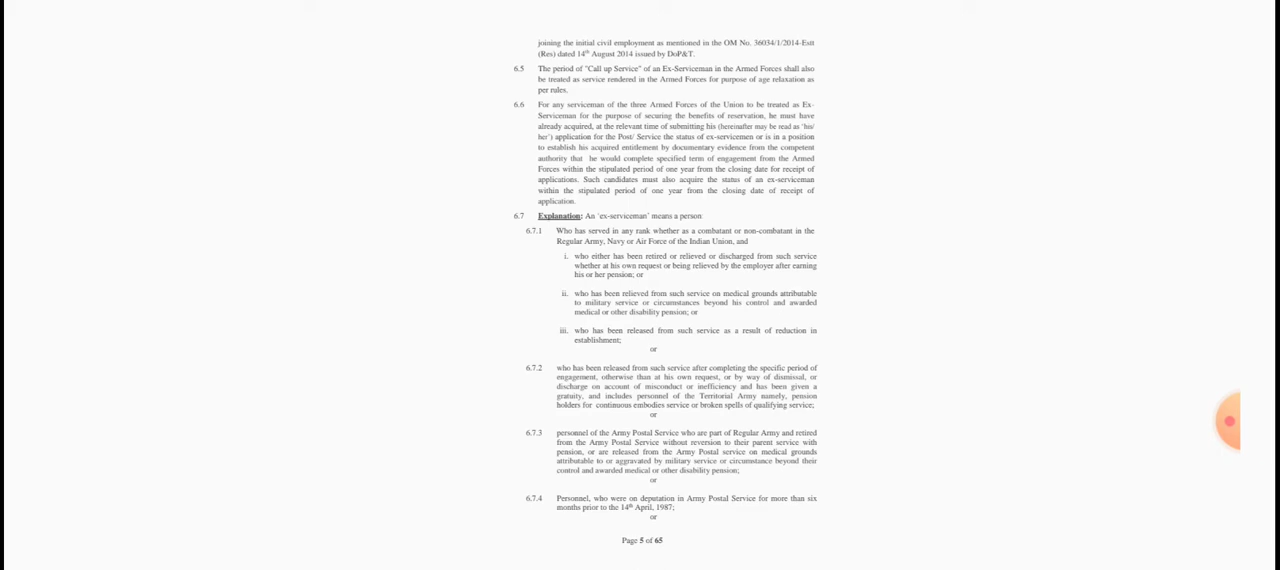 joining the initial civil employment as mentioned in the OM No. 36034/1/2014-Estt
(Res) dated 14th August 2014 issued by DoP&T.
6.5 The period of "Call up Service" of an Ex-Serviceman in the Armed Forces shall also
be treated as service rendered in the Armed Forces for purpose of age relaxation as
per rules.
6.6 For any serviceman of the three Armed Forces of the Union to be treated as Ex-
Serviceman for the purpose of securing the benefits of reservation, he must have
already acquired, at the relevant time of submitting his (hereinafter may be read as ‘his/
her’) application for the Post/ Service the status of ex-servicemen or is in a position
to establish his acquired entitlement by documentary evidence from the competent
authority that he would complete specified term of engagement from the Armed
Forces within the stipulated period of one year from the closing date for receipt of
applications. Such candidates must also acquire the status of an ex-serviceman
within the stipulated period of one year from the closing date of receipt of
application.
6.7 Explanation: An ‘ex-serviceman’ means a person
6.7.1 Who has served in any rank whether as a combatant or non-combatant in the
Regular Army, Navy or Air Force of the Indian Union, and
i. who either has been retired or relieved or discharged from such service
whether at his own request or being relieved by the employer after earning
his or her pension; or
ii. who has been relieved from such service on medical grounds attributable
to military service or circumstances beyond his control and awarded
medical or other disability pension; or
iii. who has been released from such service as a result of reduction in
establishment;
or
6.7.2 who has been released from such service after completing the specific period of
engagement, otherwise than at his own request, or by way of dismissal, or
discharge on account of misconduct or inefficiency and has been given a
gratuity, and includes personnel of the Territorial Army namely, pension
holders for continuous embodies service or broken spells of qualifying service;
or
6.7.3 personnel of the Army Postal Service who are part of Regular Army and retired
from the Army Postal Service without reversion to their parent service with
pension, or are released from the Army Postal service on medical grounds
attributable to or aggravated by military service or circumstance beyond their
control and awarded medical or other disability pension;
or
6.7.4 Personnel, who were on deputation in Army Postal Service for more than six
months prior to the 14th April, 1987;
or
Page 5 of 65